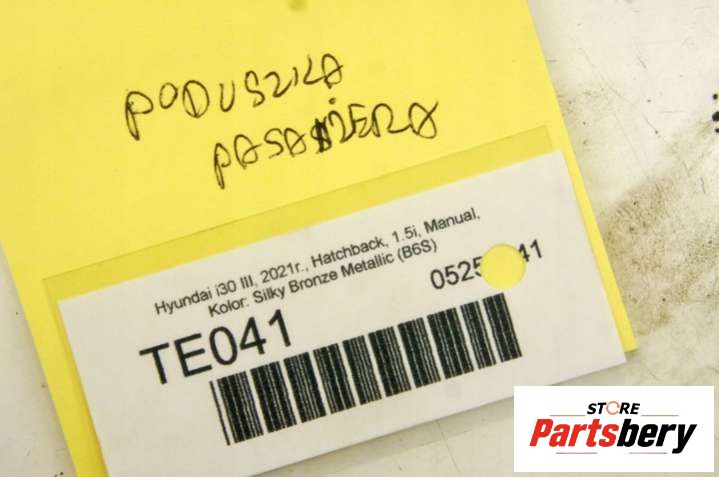 PODUSZKA
PASAŻERA
Hyundai i30 III, 2021r., Hatchback, 1.5i, Manual,
Kolor: Silky Bronze Metallic (B6S)
TE041
STORE
Partsbery